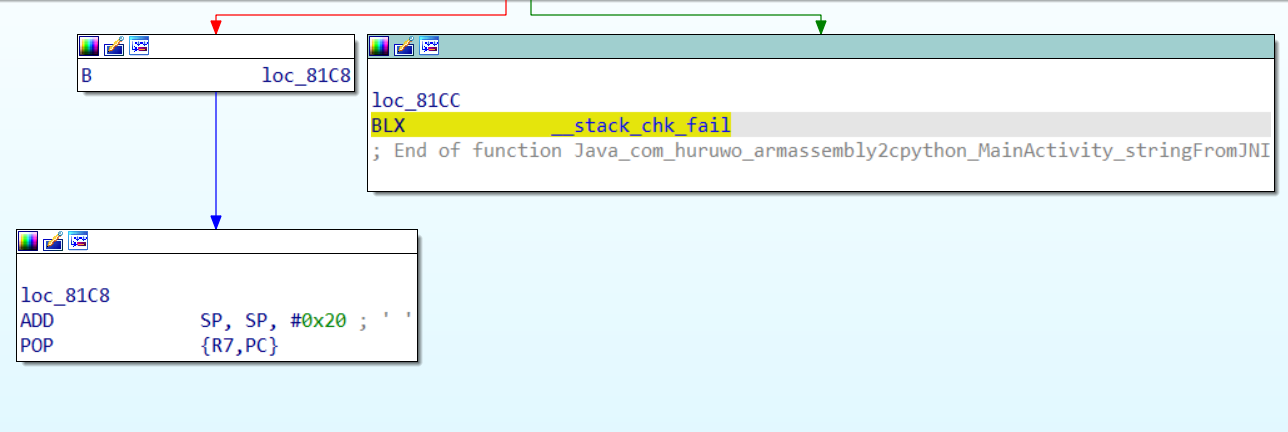 B loc_81C8
loc_81CC
BLX __stack_chk_fail
; End of function Java_com_huruwo_armassembly2cpython_MainActivity_stringFromJNI
loc_81C8
ADD SP, SP, #0x20 ; ' '
POP {R7,PC}